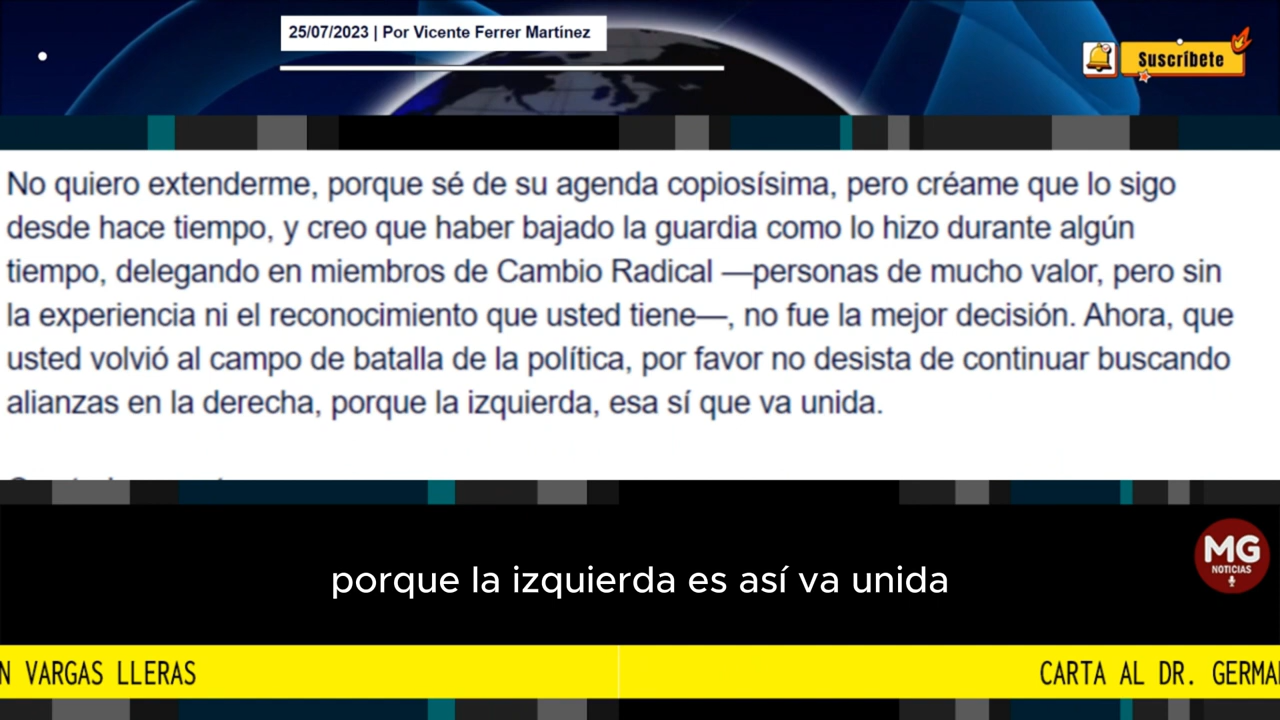 25/07/2023 | Por Vicente Ferrer Martínez
Suscríbete
No quiero extenderme, porque sé de su agenda copiosísima, pero créame que lo sigo
desde hace tiempo, y creo que haber bajado la guardia como lo hizo durante algún
tiempo, delegando en miembros de Cambio Radical —personas de mucho valor, pero sin
la experiencia ni el reconocimiento que usted tiene—, no fue la mejor decisión. Ahora, que
usted volvió al campo de batalla de la política, por favor no desista de continuar buscando
alianzas en la derecha, porque la izquierda, esa sí que va unida.
MG
NOTICIAS
porque la izquierda es así va unida
N VARGAS LLERAS
CARTA AL DR. GERMA